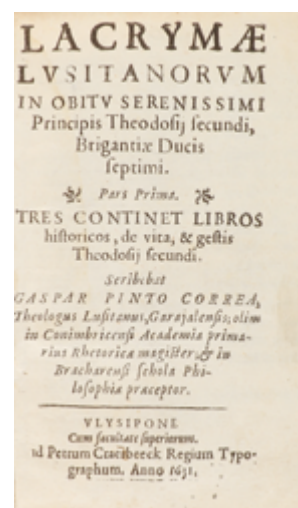 LACRYMÆ
LVSITANORVM
IN OBITV SERENISSIMI
Principis Theodosij secundi,
Brigantiæ Ducis
septimi.
Pars Prima.
TRES CONTINET LIBROS
historicos, de vita, & gestis
Theodosij secundi.
Scribebat
GASPAR PINTO CORREA,
Theologus Lusitanus, Carajalensis; olim
in Conimbricensi Academia prima-
rius Rhetoricæ magister, & in
Bracharensi schola Phi-
losophiæ præceptor.
VLYSIPONE
Cum facultate superiorum.
ad Petrum Craesbeeck Regium Typo-
graphum. Anno 1631.